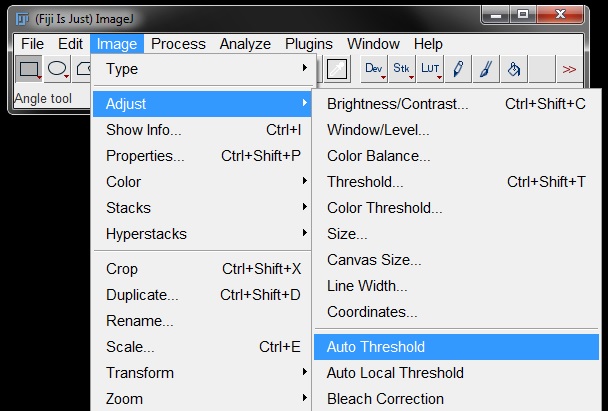 (Fiji Is Just) ImageJ
File Edit Image Process Analyze Plugins Window Help
Dev Stk LUT >>
Angle tool
Type
Adjust
Show Info... Ctrl+I
Properties... Ctrl+Shift+P
Color
Stacks
Hyperstacks
Crop Ctrl+Shift+X
Duplicate... Ctrl+Shift+D
Rename...
Scale... Ctrl+E
Transform
Zoom
Brightness/Contrast... Ctrl+Shift+C
Window/Level...
Color Balance...
Threshold... Ctrl+Shift+T
Color Threshold...
Size...
Canvas Size...
Line Width...
Coordinates...
Auto Threshold
Auto Local Threshold
Bleach Correction